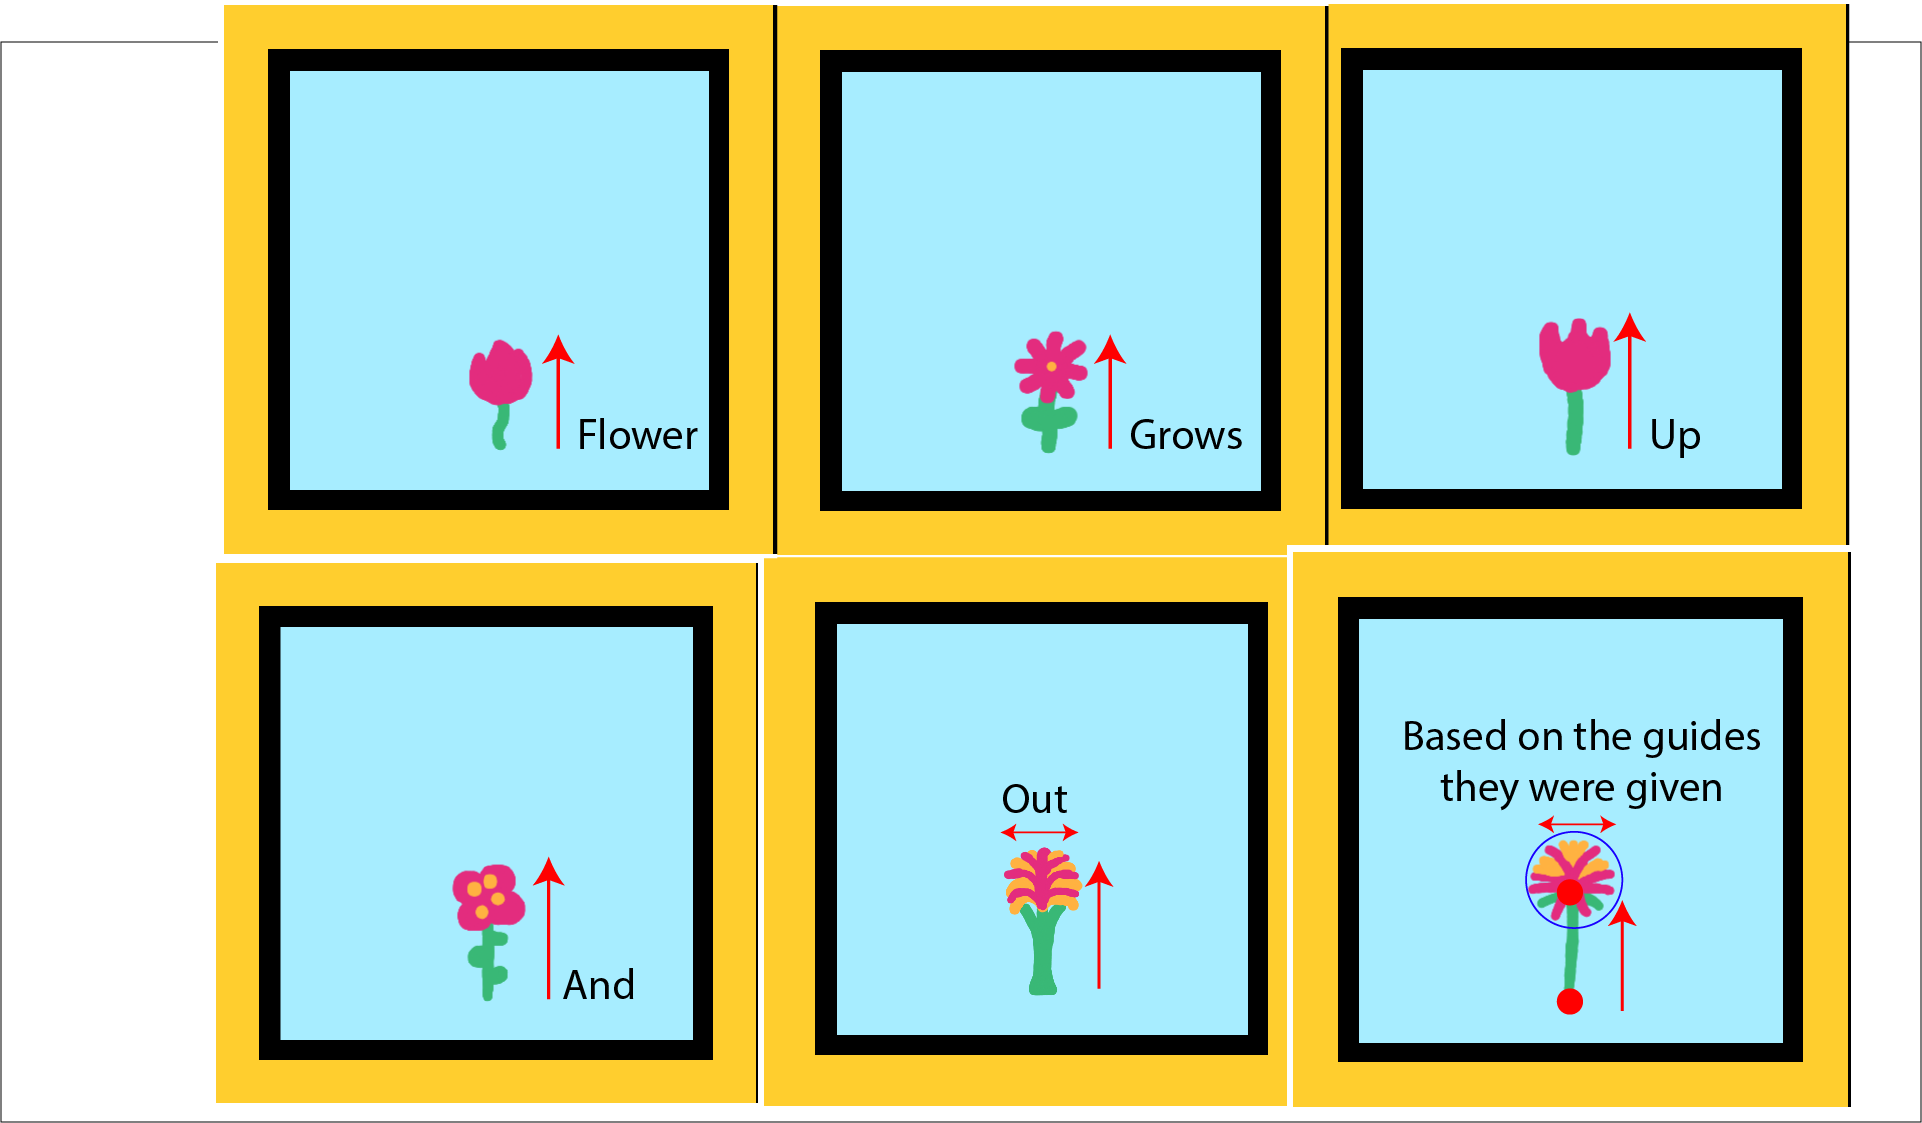 Flower
Grows
Up
And
Out
Based on the guides
they were given